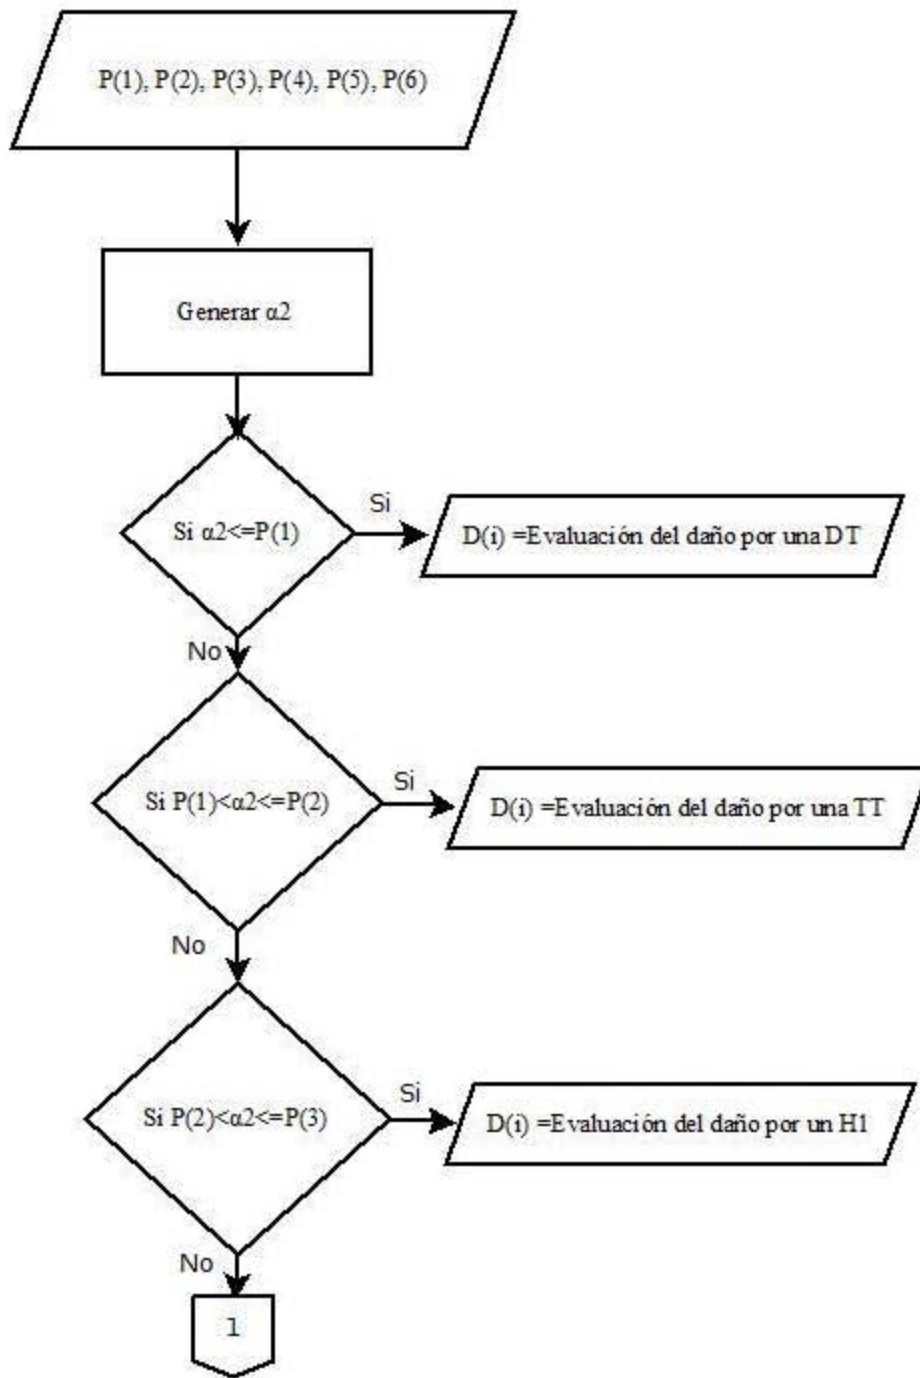 P(1), P(2), P(3), P(4), P(5), P(6)
Generar α2
Si α2<=P(1)
Si
D(i) =Evaluación del daño por una DT
No
Si P(1)<α2<=P(2)
Si
D(i) =Evaluación del daño por una TT
No
Si P(2)<α2<=P(3)
Si
D(i) =Evaluación del daño por un H1
No
1